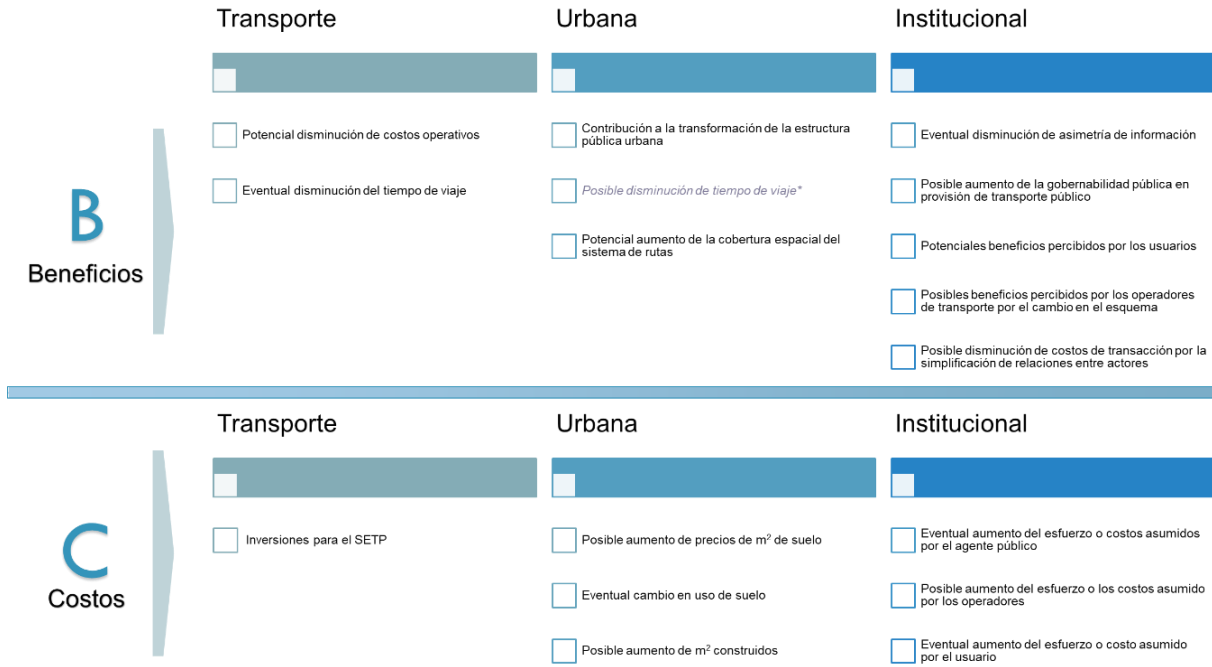 Transporte
Urbana
Institucional
B
Beneficios
Potencial disminución de costos operativos
Eventual disminución del tiempo de viaje
Contribución a la transformación de la estructura
pública urbana
Posible disminución de tiempo de viaje*
Potencial aumento de la cobertura espacial del
sistema de rutas
Eventual disminución de asimetría de información
Posible aumento de la gobernabilidad pública en
provisión de transporte público
Potenciales beneficios percibidos por los usuarios
Posibles beneficios percibidos por los operadores
de transporte por el cambio en el esquema
Posible disminución de costos de transacción por la
simplificación de relaciones entre actores
Transporte
Urbana
Institucional
C
Costos
Inversiones para el SETP
Posible aumento de precios de m² de suelo
Eventual cambio en uso de suelo
Posible aumento de m² construidos
Eventual aumento del esfuerzo o costos asumidos
por el agente público
Posible aumento del esfuerzo o los costos asumido
por los operadores
Eventual aumento del esfuerzo o costo asumido
por el usuario